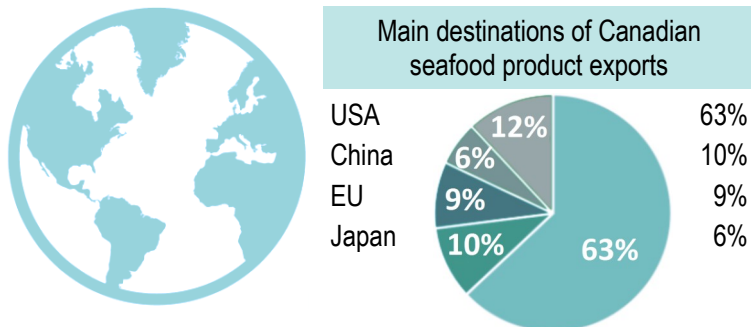 Main destinations of Canadian
seafood product exports
USA 63%
China 10%
EU 9%
Japan 6%
12%
6%
9%
10%
63%